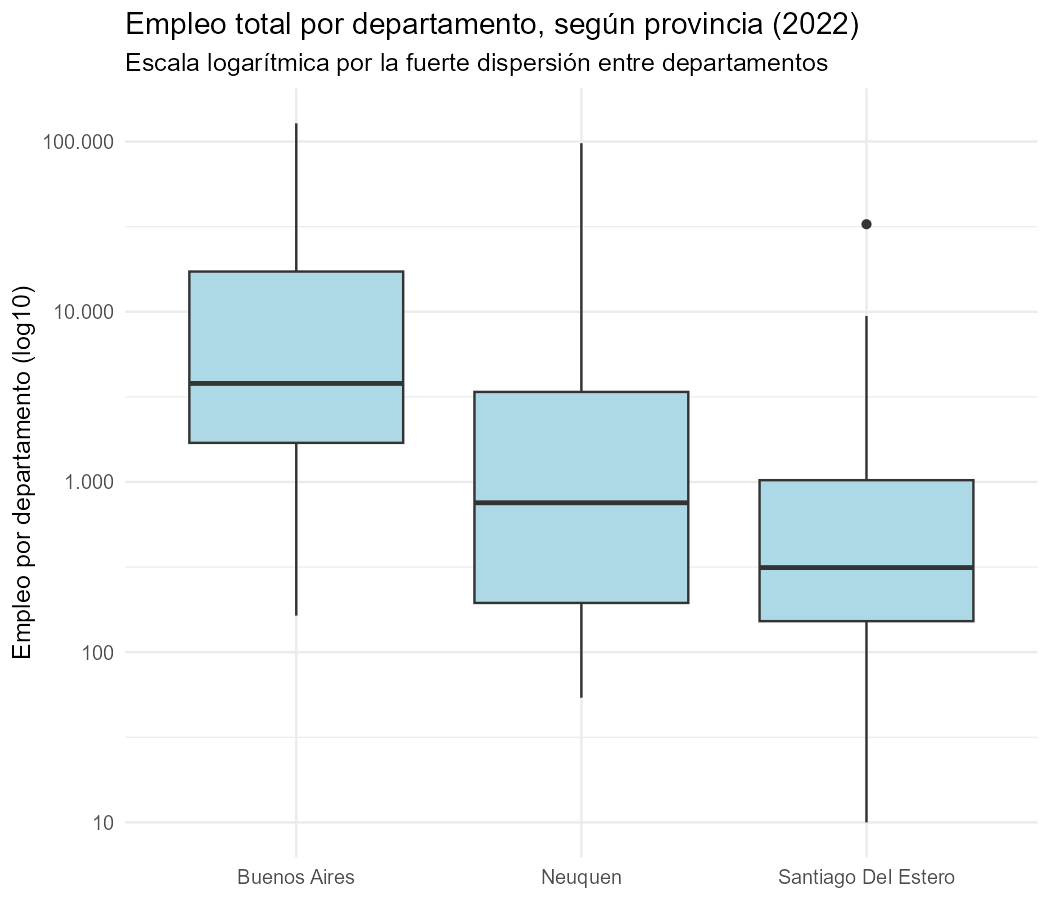 Empleo total por departamento, según provincia (2022)
Escala logarítmica por la fuerte dispersión entre departamentos
Empleo por departamento (log10)
100.000
10.000
1.000
100
10
Buenos Aires
Neuquen
Santiago Del Estero